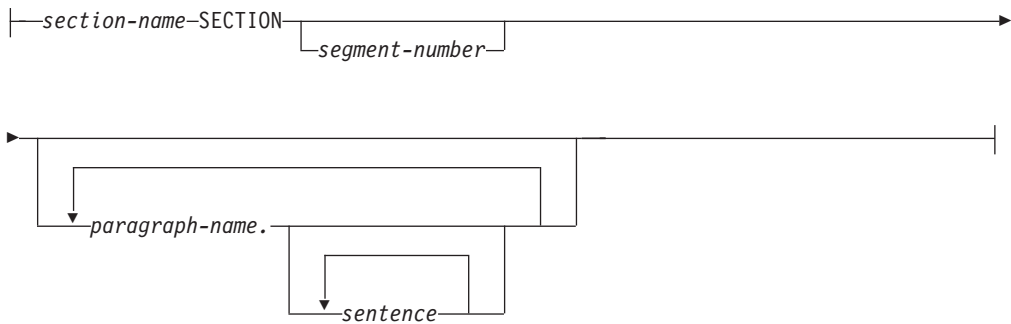 section-name SECTION
segment-number
paragraph-name.
sentence